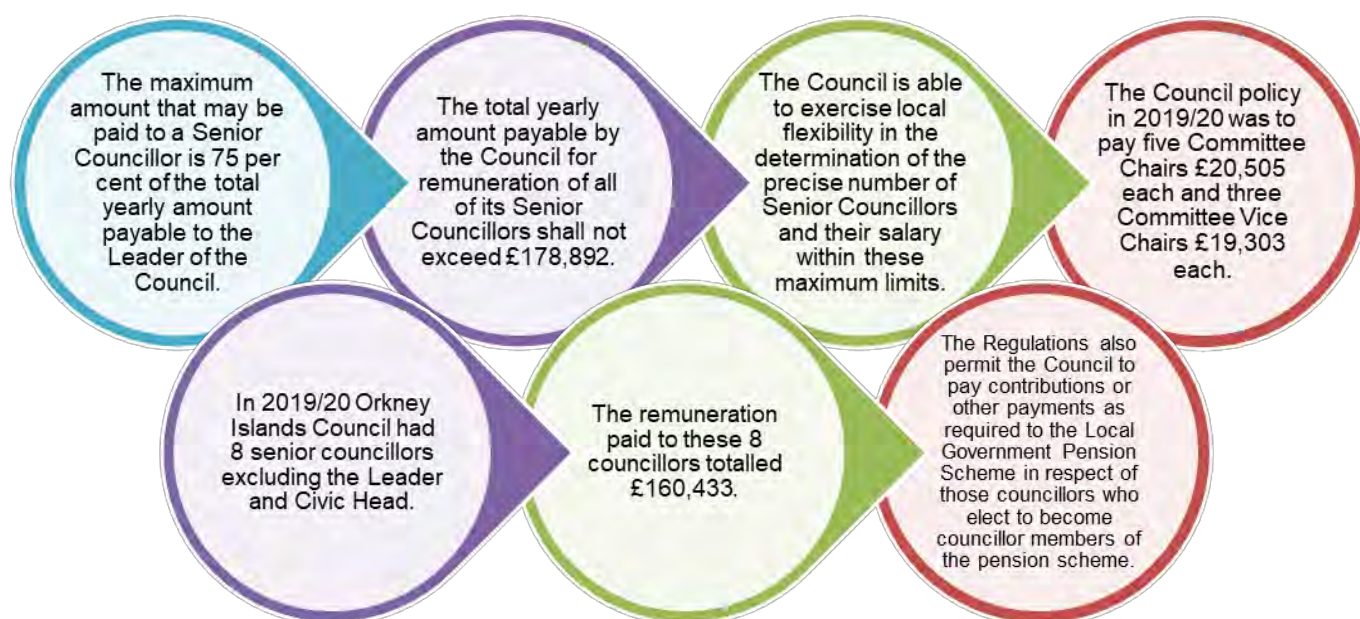 The maximum
amount that may be
paid to a Senior
Councillor is 75 per
cent of the total
yearly amount
payable to the
Leader of the
Council.
The total yearly
amount payable by
the Council for
remuneration of all
of its Senior
Councillors shall not
exceed £178,892.
The Council is able
to exercise local
flexibility in the
determination of the
precise number of
Senior Councillors
and their salary
within these
maximum limits.
The Council policy
in 2019/20 was to
pay five Committee
Chairs £20,505
each and three
Committee Vice
Chairs £19,303
each.
In 2019/20 Orkney
Islands Council had
8 senior councillors
excluding the Leader
and Civic Head.
The remuneration
paid to these 8
councillors totalled
£160,433.
The Regulations also
permit the Council to
pay contributions or
other payments as
required to the Local
Government Pension
Scheme in respect of
those councillors who
elect to become
councillor members of
the pension scheme.